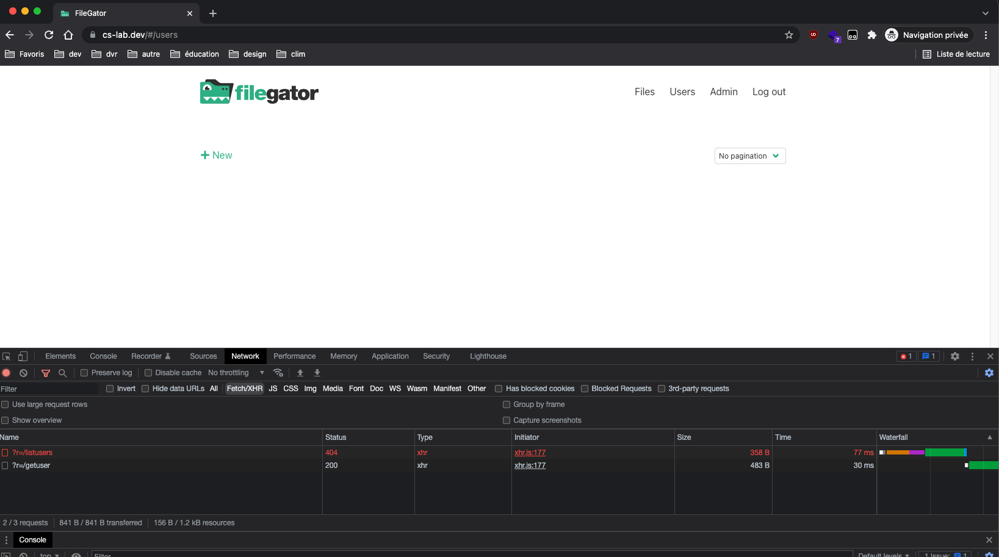 FileGator
cs-lab.dev/#/users
Navigation privée
7
Favoris dev dvr autre éducation design clim
Liste de lecture
filegator
Files Users Admin Log out
New
No pagination
Elements Console Recorder Sources Network Performance Memory Application Security Lighthouse
1 1
Preserve log Disable cache No throttling
Filter Invert Hide data URLs All Fetch/XHR JS CSS Img Media Font Doc WS Wasm Manifest Other Has blocked cookies Blocked Requests 3rd-party requests
Use large request rows Group by frame
Show overview Capture screenshots
Name Status Type Initiator Size Time Waterfall
?r=/listusers 404 xhr xhr.js:177 358 B 77 ms
?r=/getuser 200 xhr xhr.js:177 483 B 30 ms
2 / 3 requests 841 B / 841 B transferred 156 B / 1.2 kB resources
Console
top Filter Default levels 1 Issue: 1